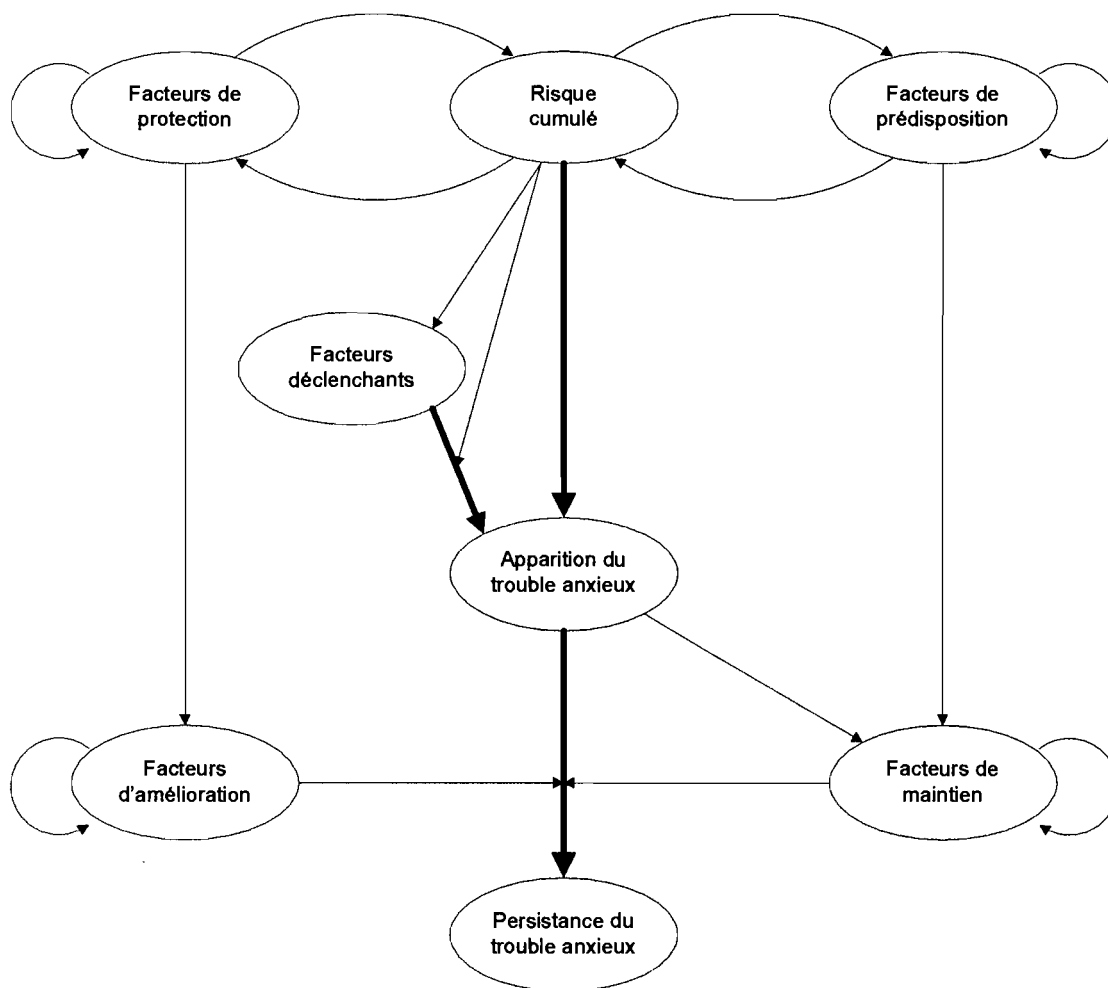 Facteurs de
protection
Risque
cumulé
Facteurs de
prédisposition
Facteurs
déclenchants
Apparition du
trouble anxieux
Facteurs
d'amélioration
Facteurs de
maintien
Persistance du
trouble anxieux